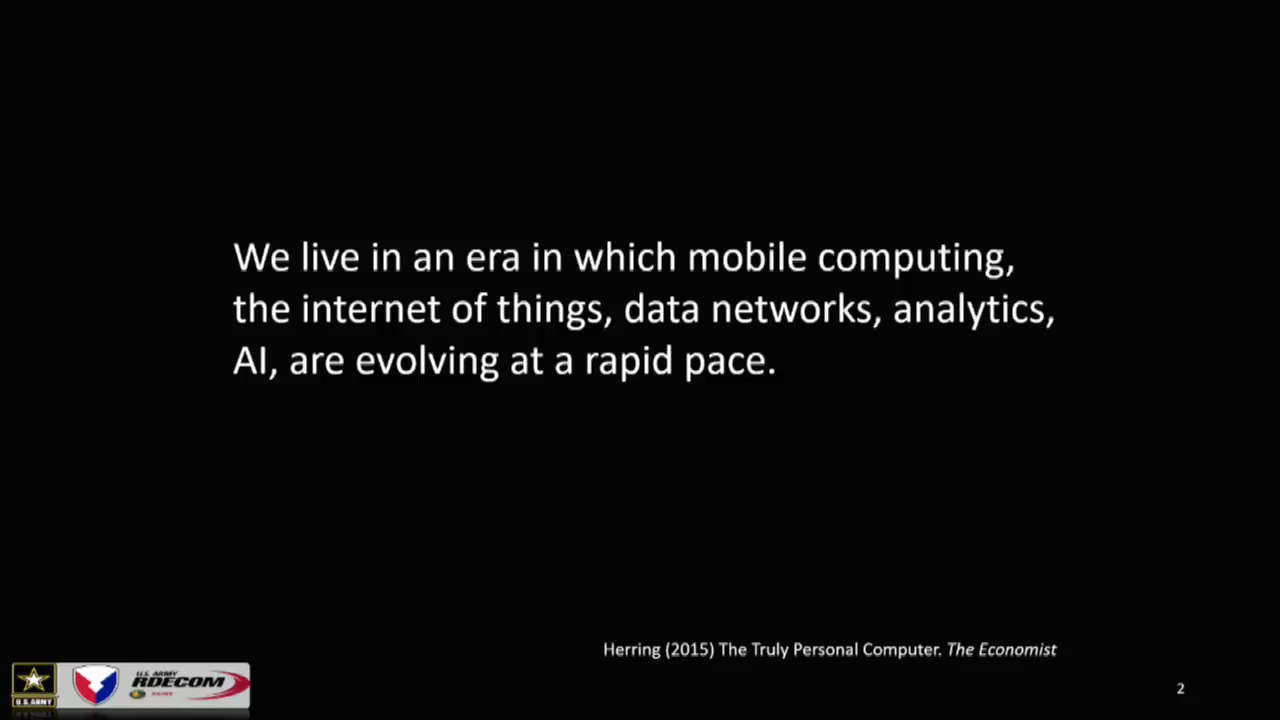 We live in an era in which mobile computing,
the internet of things, data networks, analytics,
AI, are evolving at a rapid pace.
Herring (2015) The Truly Personal Computer. The Economist
U.S. ARMY
U.S. ARMY
RDECOM
2